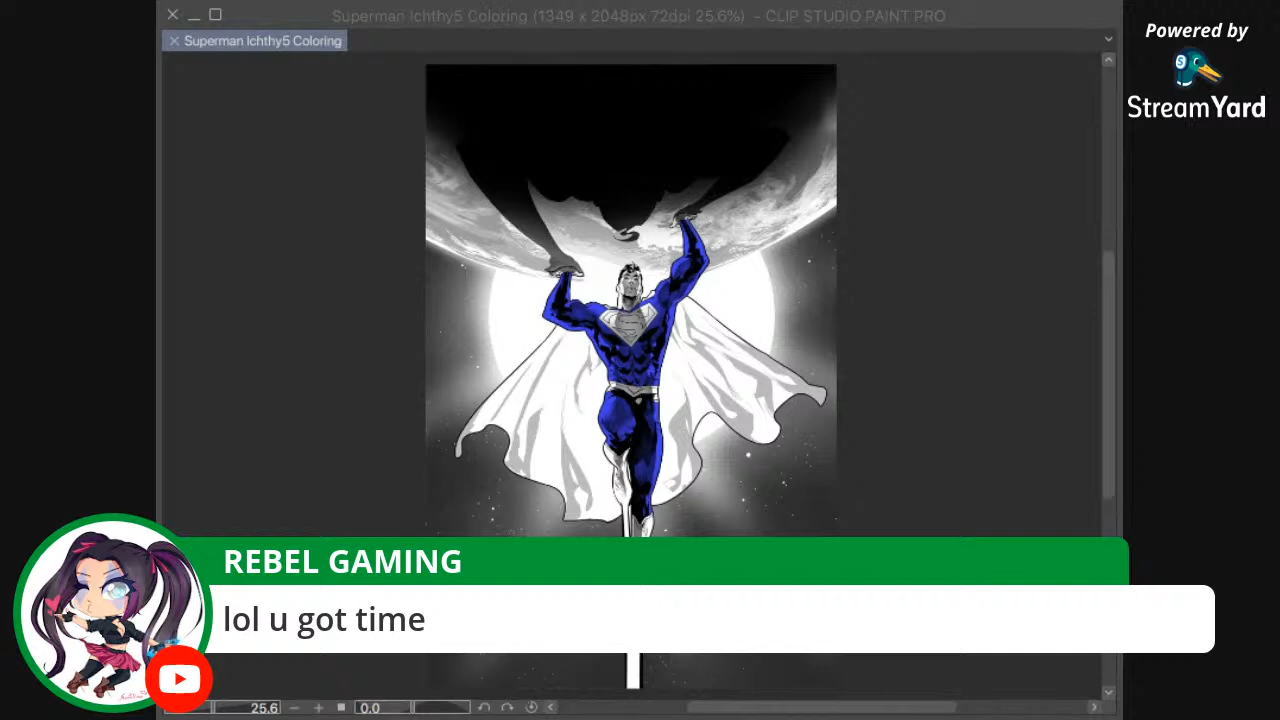 Superman Ichthy5 Coloring (1349 x 2048px 72dpi 25.6%) - CLIP STUDIO PAINT PRO
Superman Ichthy5 Coloring
Powered by
StreamYard
REBEL GAMING
lol u got time
25.6
0.0